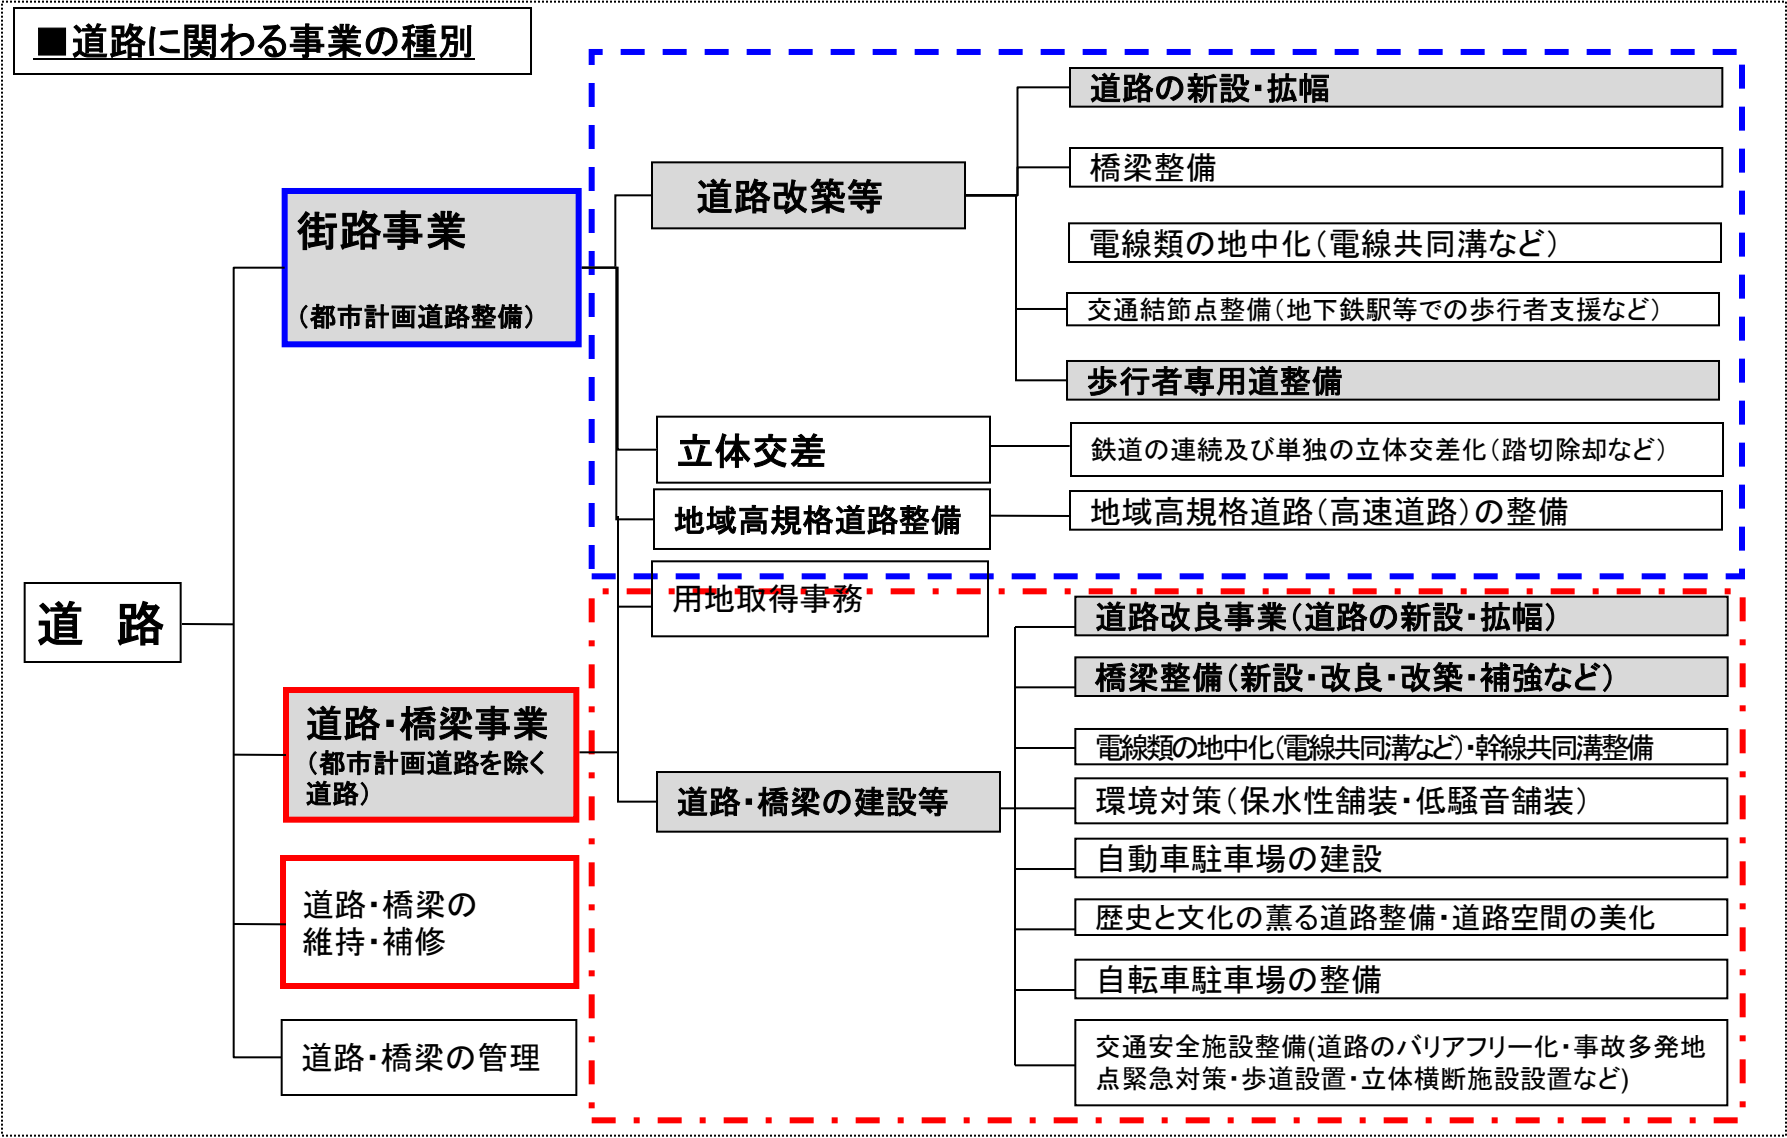 ■道路に関わる事業の種別
道　路
街路事業
（都市計画道路整備）
道路・橋梁事業
（都市計画道路を除く
道路）
道路・橋梁の
維持・補修
道路・橋梁の管理
道路改築等
立体交差
地域高規格道路整備
用地取得事務
道路・橋梁の建設等
道路の新設・拡幅
橋梁整備
電線類の地中化（電線共同溝など）
交通結節点整備（地下鉄駅等での歩行者支援など）
歩行者専用道整備
鉄道の連続及び単独の立体交差化（踏切除却など）
地域高規格道路（高速道路）の整備
道路改良事業（道路の新設・拡幅）
橋梁整備（新設・改良・改築・補強など）
電線類の地中化（電線共同溝など）・幹線共同溝整備
環境対策（保水性舗装・低騒音舗装）
自動車駐車場の建設
歴史と文化の薫る道路整備・道路空間の美化
自転車駐車場の整備
交通安全施設整備(道路のバリアフリー化・事故多発地
点緊急対策・歩道設置・立体横断施設設置など)